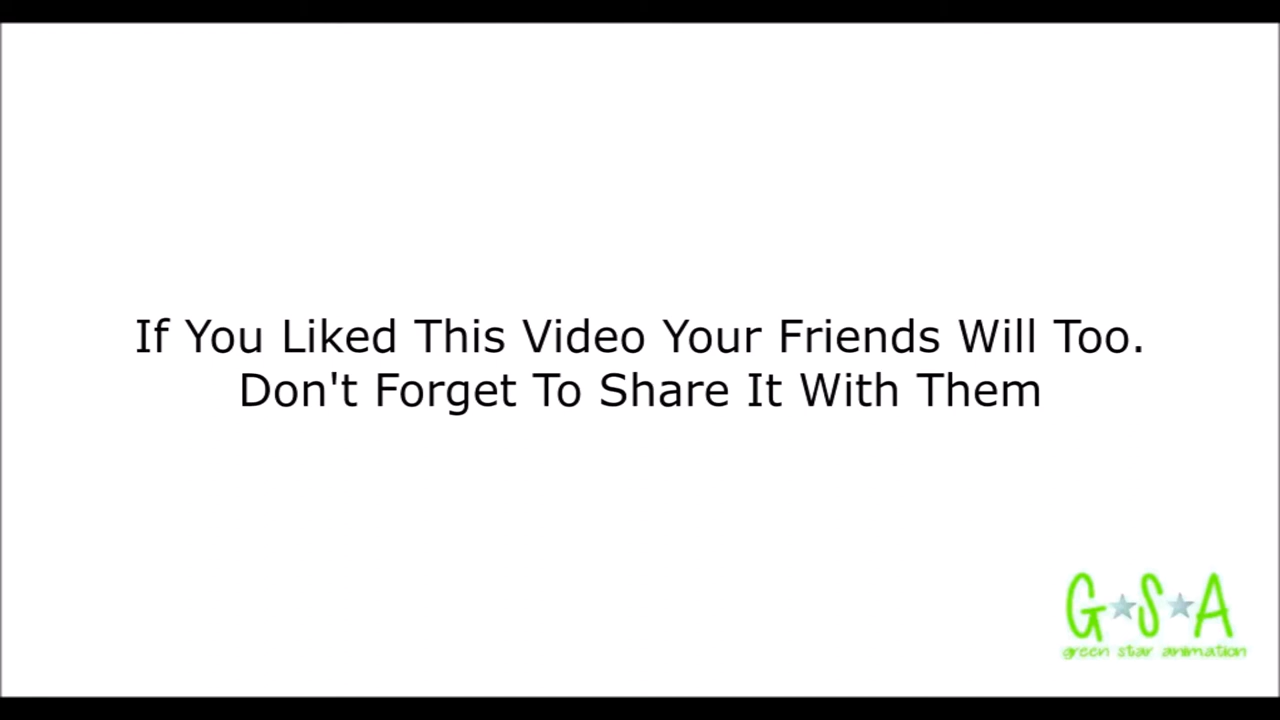 If You Liked This Video Your Friends Will Too.
Don't Forget To Share It With Them
G★S★A
green star animation